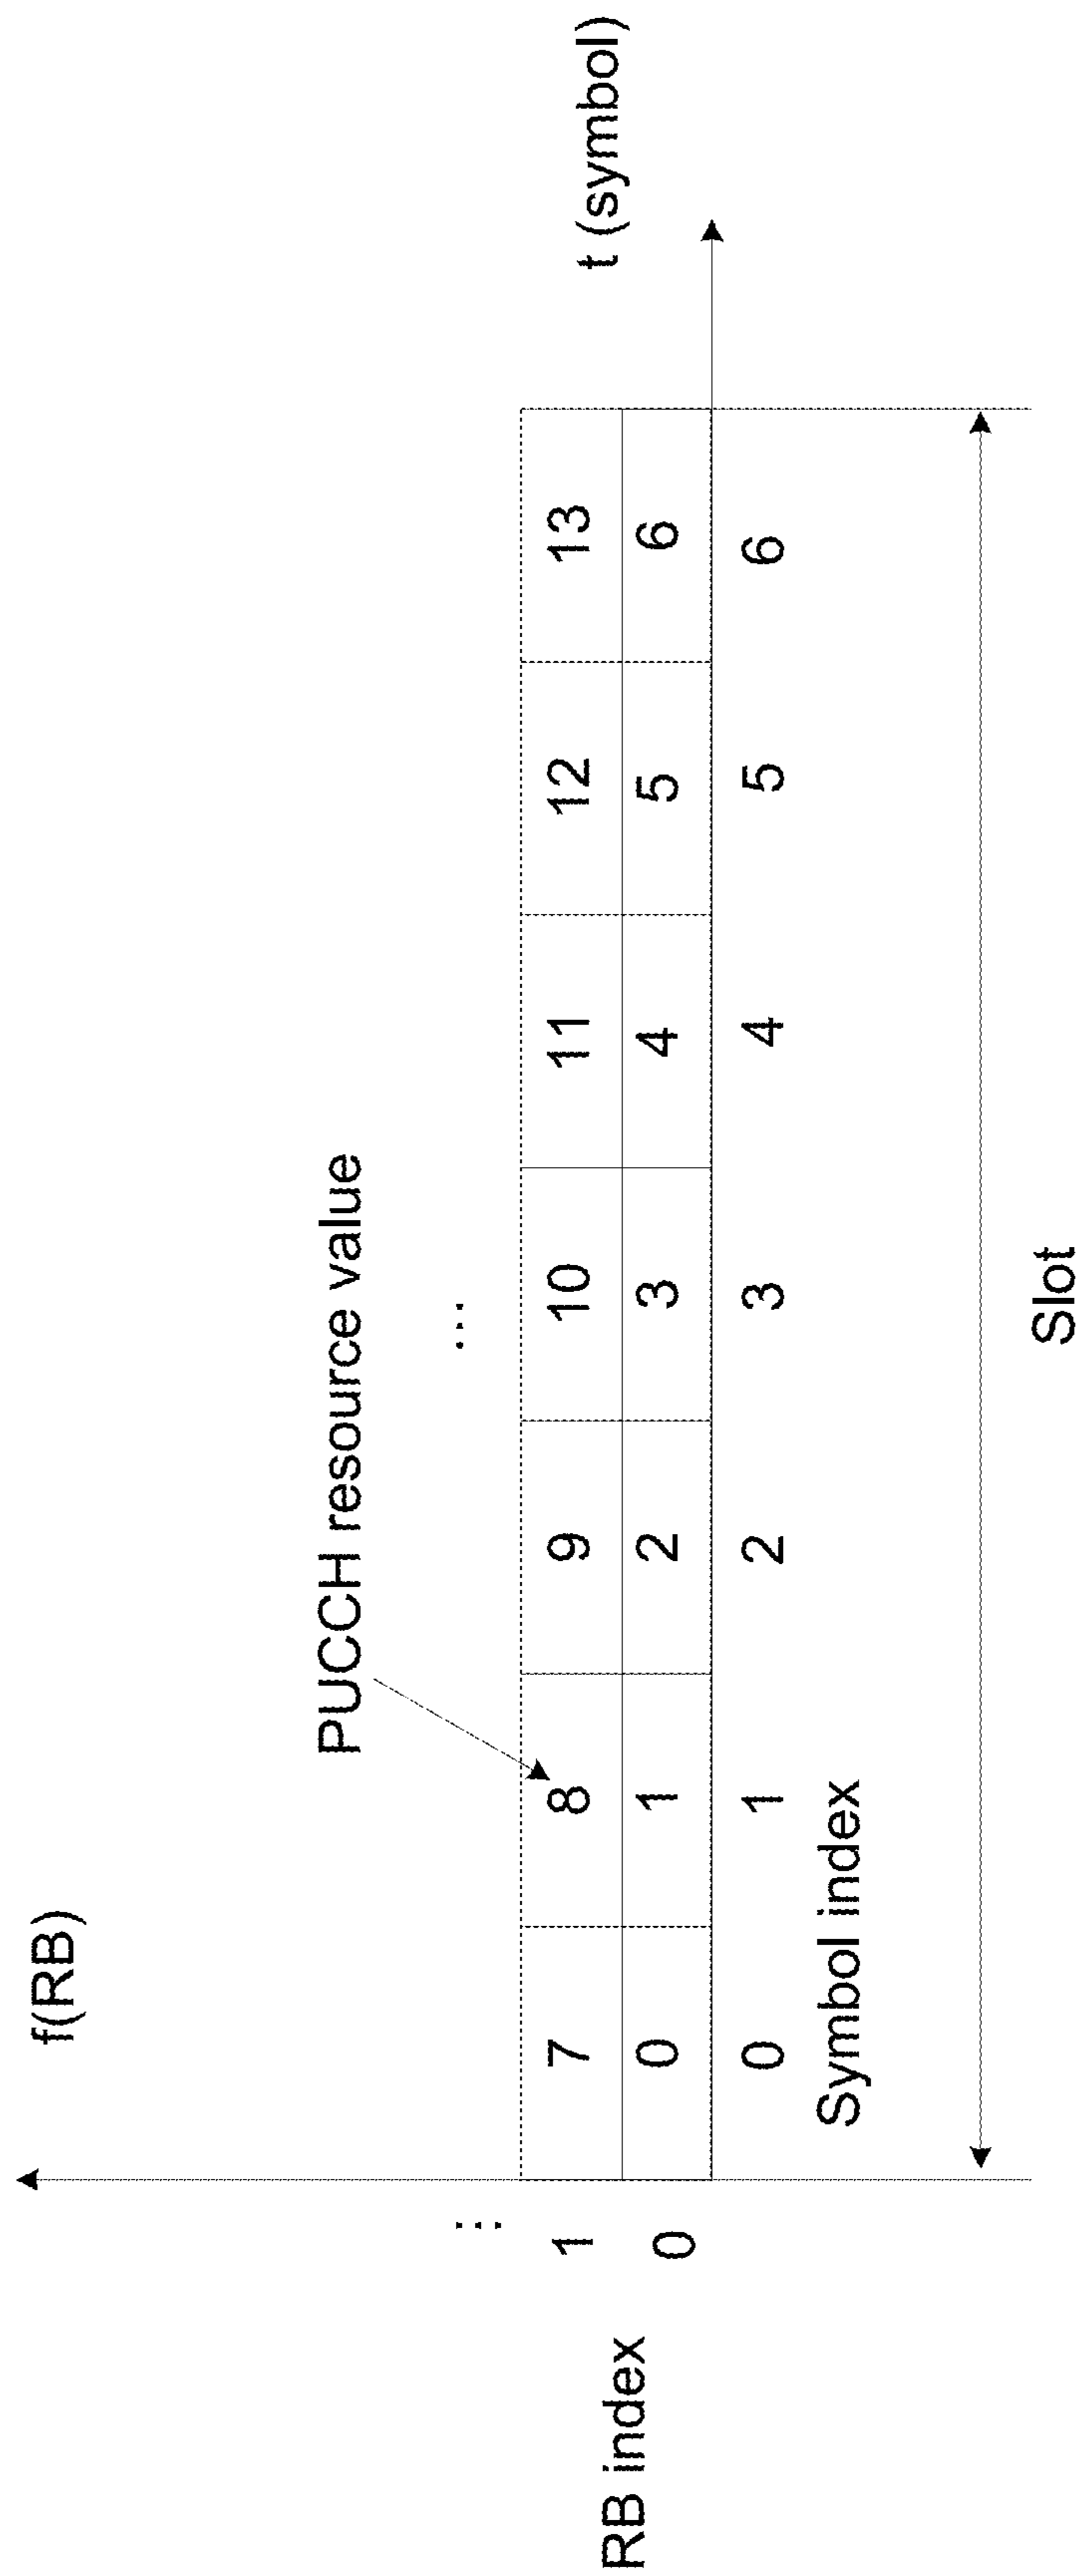 f(RB)
PUCCH resource value
⋮
...
1
7 8 9 10 11 12 13
0
0 1 2 3 4 5 6
RB index
t (symbol)
0 1 2 3 4 5 6
Symbol index
Slot